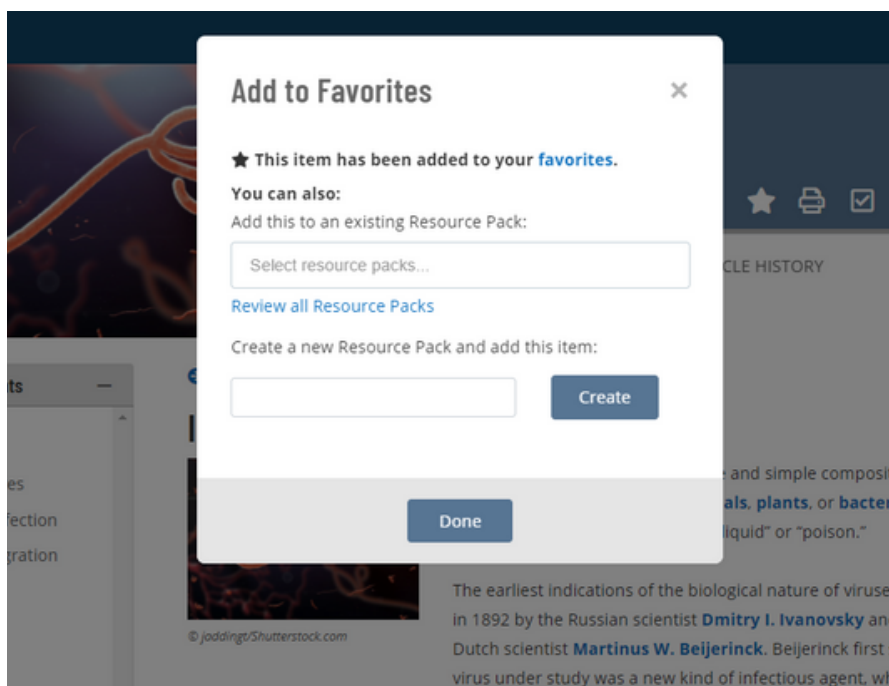 Add to Favorites
×
★ This item has been added to your favorites.
You can also:
Add this to an existing Resource Pack:
Select resource packs...
CLE HISTORY
Review all Resource Packs
Create a new Resource Pack and add this item:
ts
Create
es
and simple composi
fection
als, plants, or bacter
Done
liquid” or “poison.”
gration
The earliest indications of the biological nature of viruse
in 1892 by the Russian scientist Dmitry I. Ivanovsky an
© jaddingt/Shutterstock.com
Dutch scientist Martinus W. Beijerinck. Beijerinck first
virus under study was a new kind of infectious agent, wh